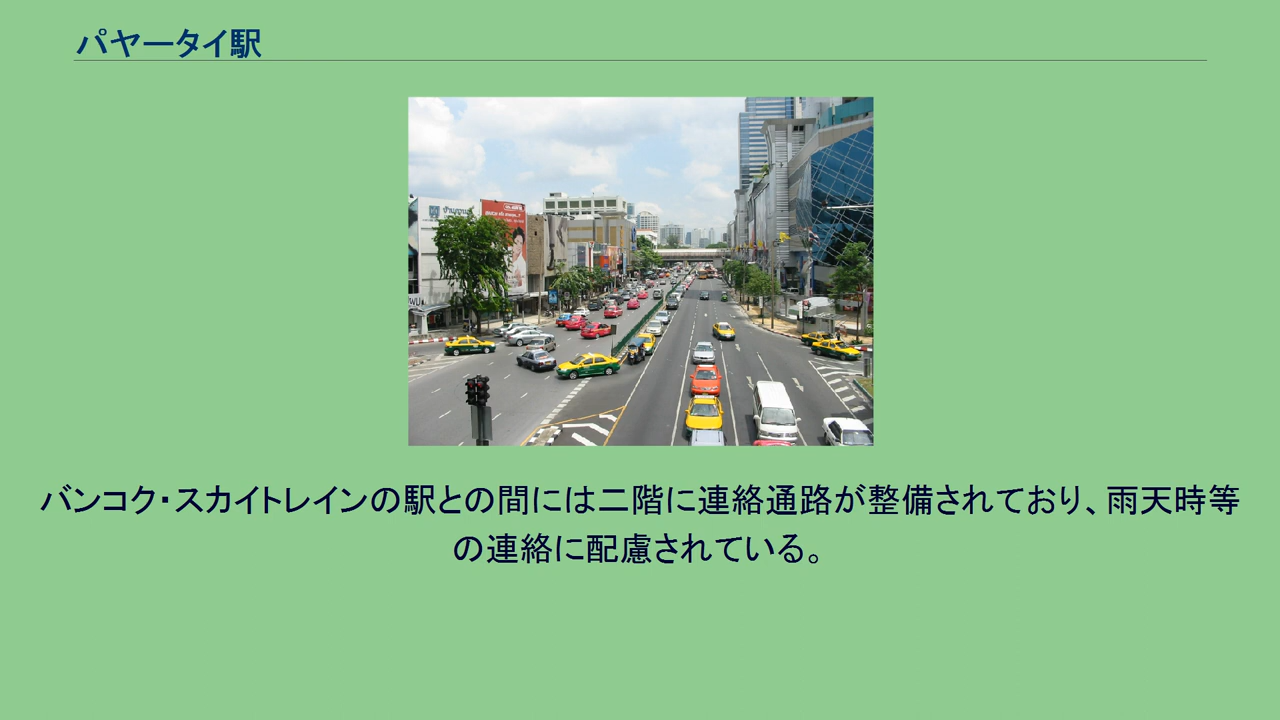 パヤータイ駅
バンコク・スカイトレインの駅との間には二階に連絡通路が整備されており、雨天時等
の連絡に配慮されている。